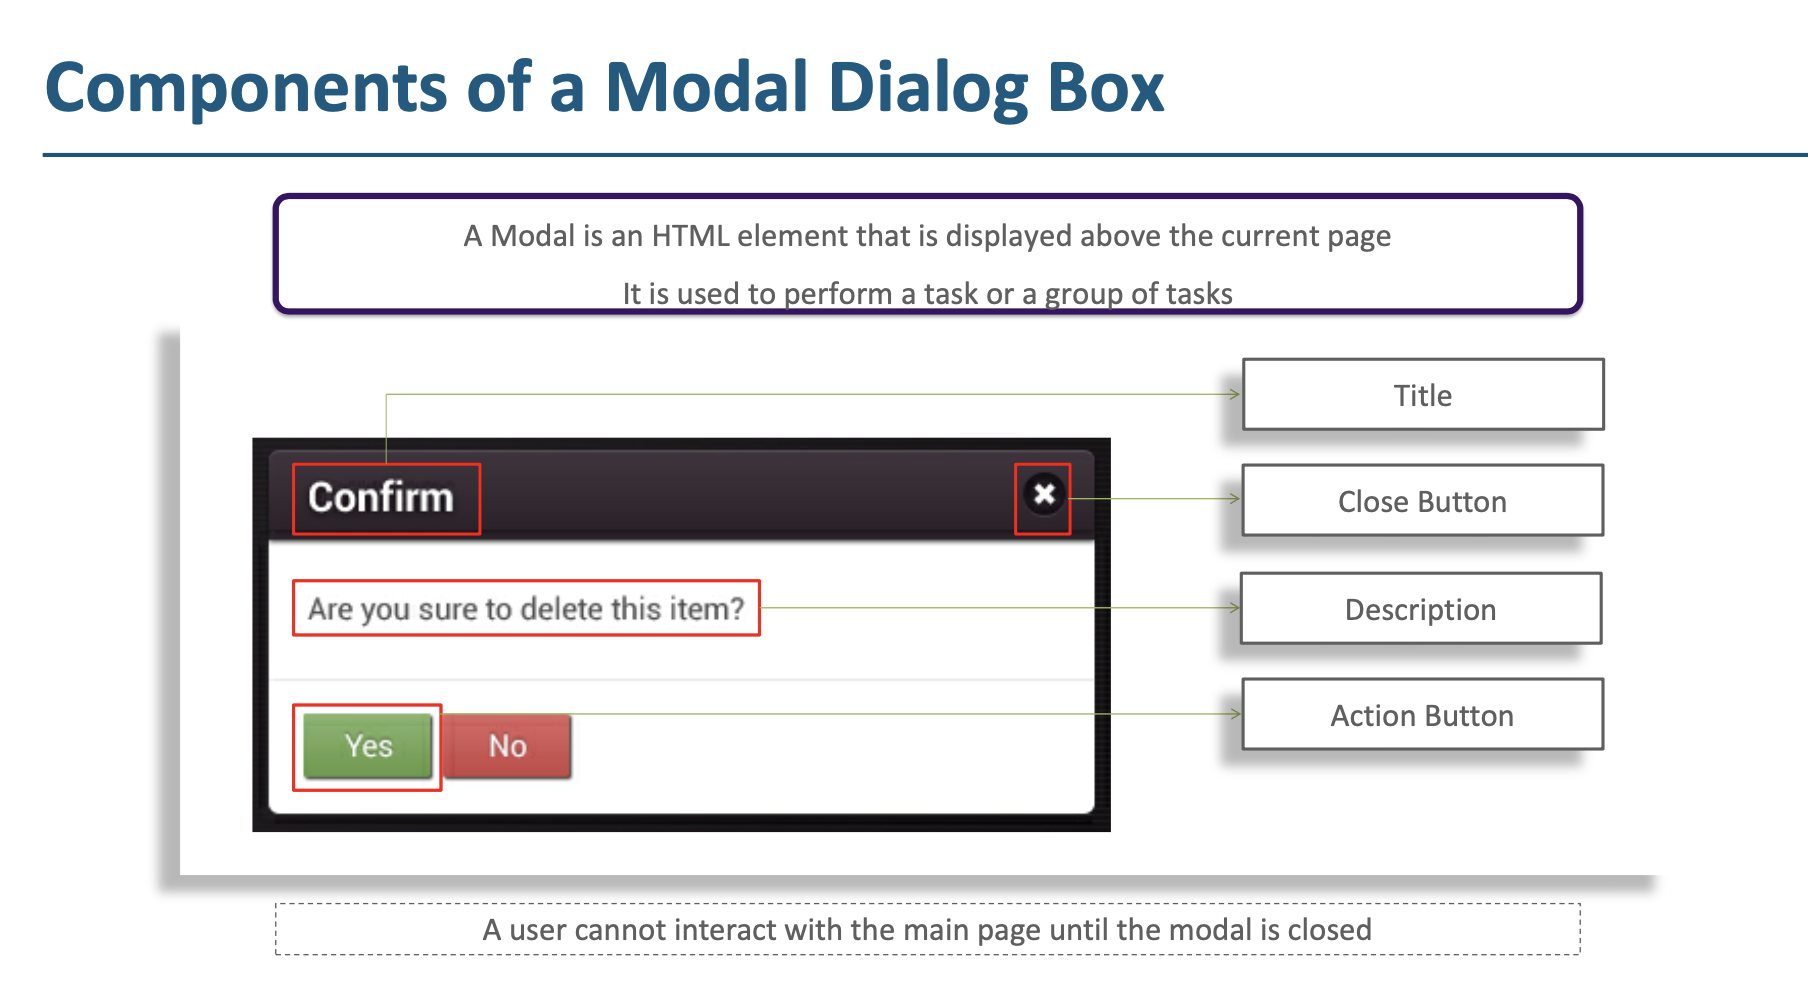 Components of a Modal Dialog Box
A Modal is an HTML element that is displayed above the current page
It is used to perform a task or a group of tasks
Title
Confirm
Close Button
Are you sure to delete this item?
Description
Yes
No
Action Button
A user cannot interact with the main page until the modal is closed